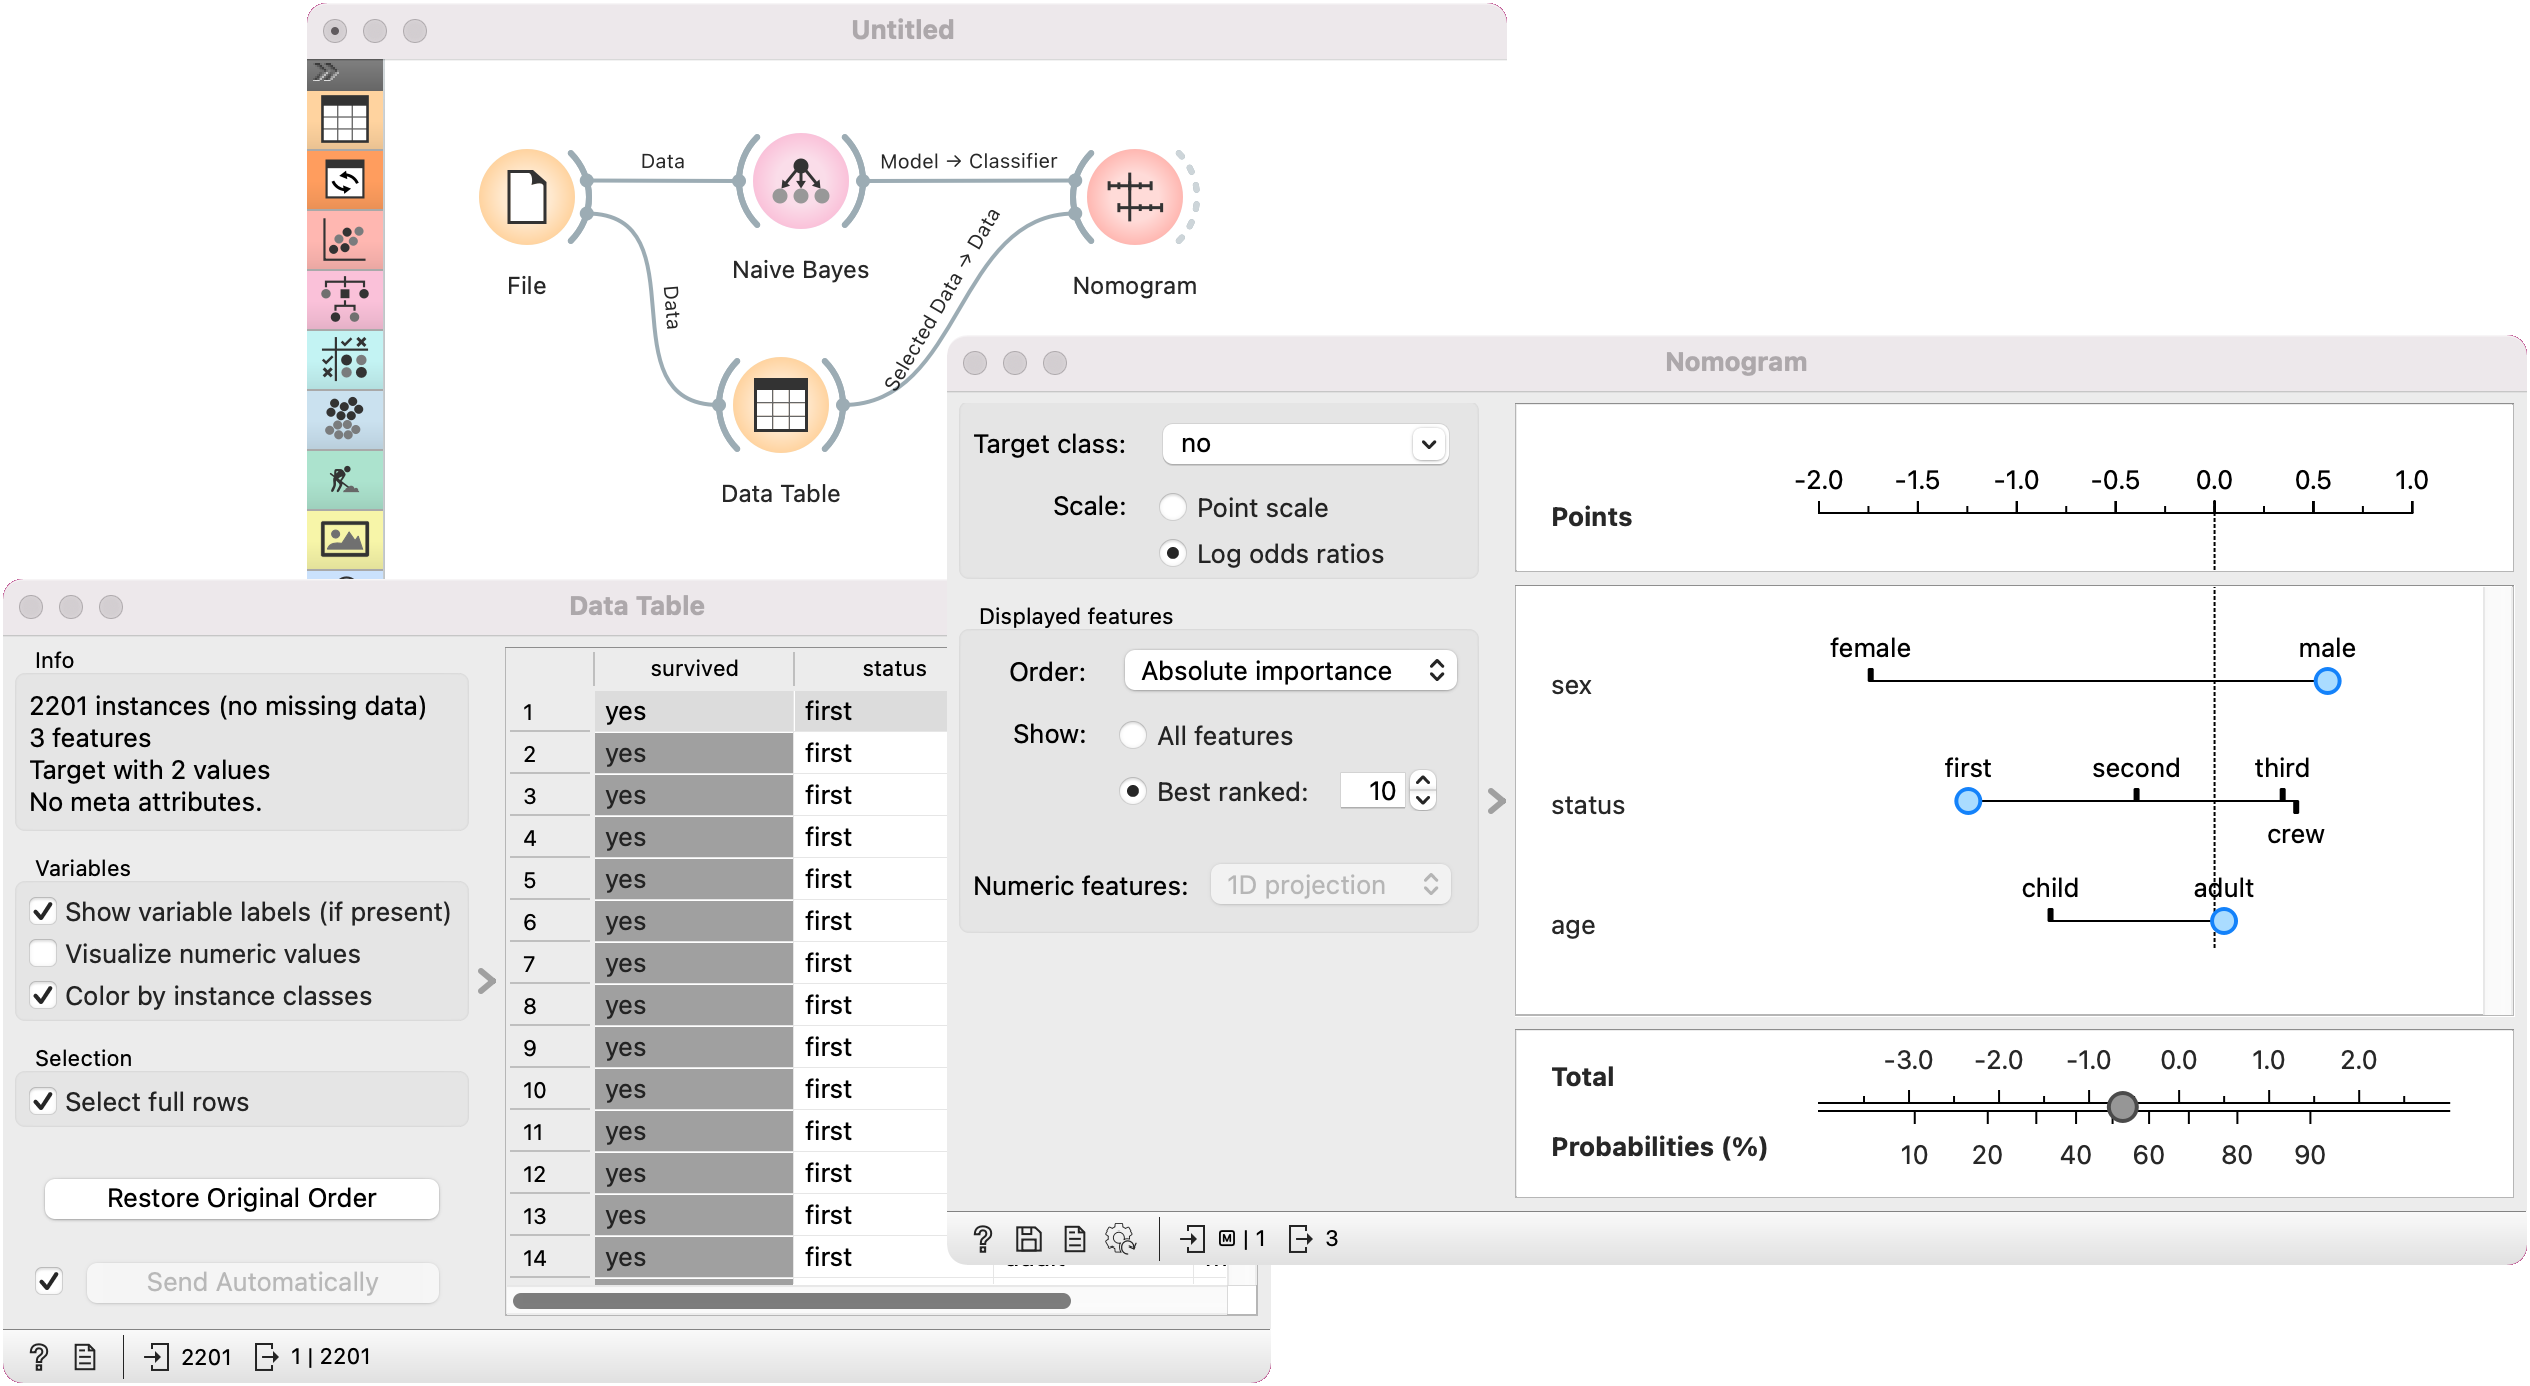 Untitled
Data
Model → Classifier
File
Naive Bayes
Nomogram
Data
Selected Data → Data
Data Table
Nomogram
Target class: no
Scale: Point scale
Log odds ratios
Displayed features
Order: Absolute importance
Show: All features
Best ranked: 10
Numeric features: 1D projection
-2.0 -1.5 -1.0 -0.5 0.0 0.5 1.0
Points
female male
sex
first second third
status
crew
child adult
age
-3.0 -2.0 -1.0 0.0 1.0 2.0
Total
Probabilities (%)
10 20 40 60 80 90
M | 1 3
Data Table
Info
2201 instances (no missing data)
3 features
Target with 2 values
No meta attributes.
Variables
Show variable labels (if present)
Visualize numeric values
Color by instance classes
Selection
Select full rows
Restore Original Order
Send Automatically
survived status
1 yes first
2 yes first
3 yes first
4 yes first
5 yes first
6 yes first
7 yes first
8 yes first
9 yes first
10 yes first
11 yes first
12 yes first
13 yes first
14 yes first
2201 1 | 2201